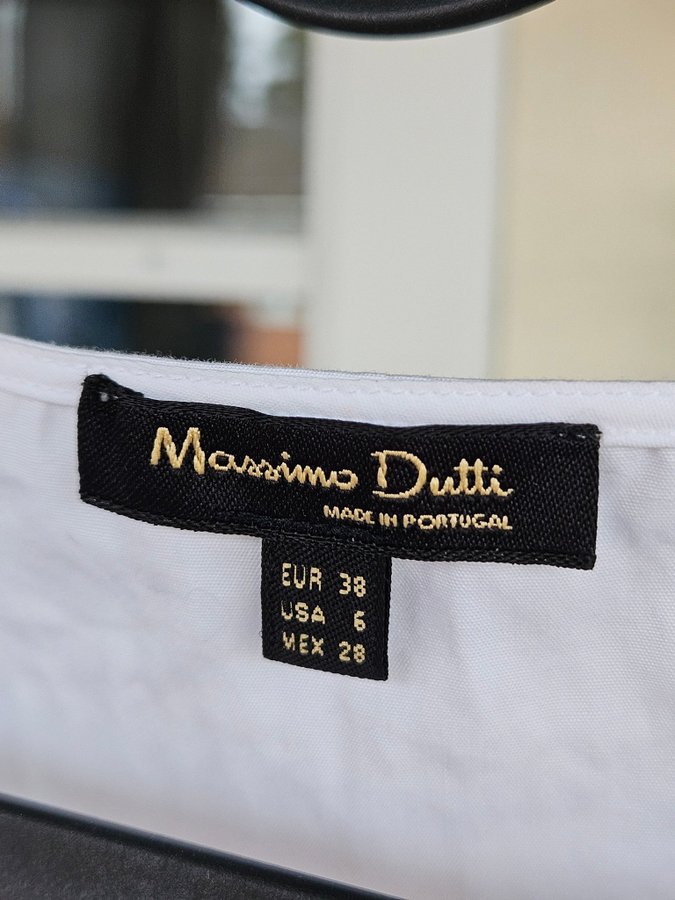 Massimo Dutti
MADE IN PORTUGAL
EUR 38
USA 6
MEX 28